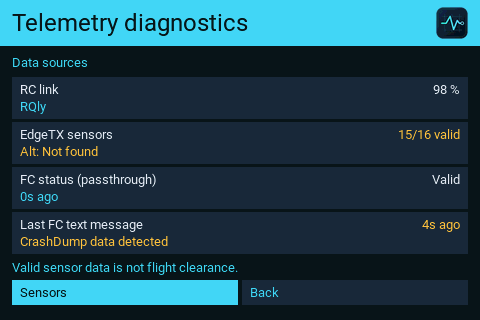 Telemetry diagnostics
Data sources
RC link 98 %
RQly
EdgeTX sensors 15/16 valid
Alt: Not found
FC status (passthrough) Valid
0s ago
Last FC text message 4s ago
CrashDump data detected
Valid sensor data is not flight clearance.
Sensors Back